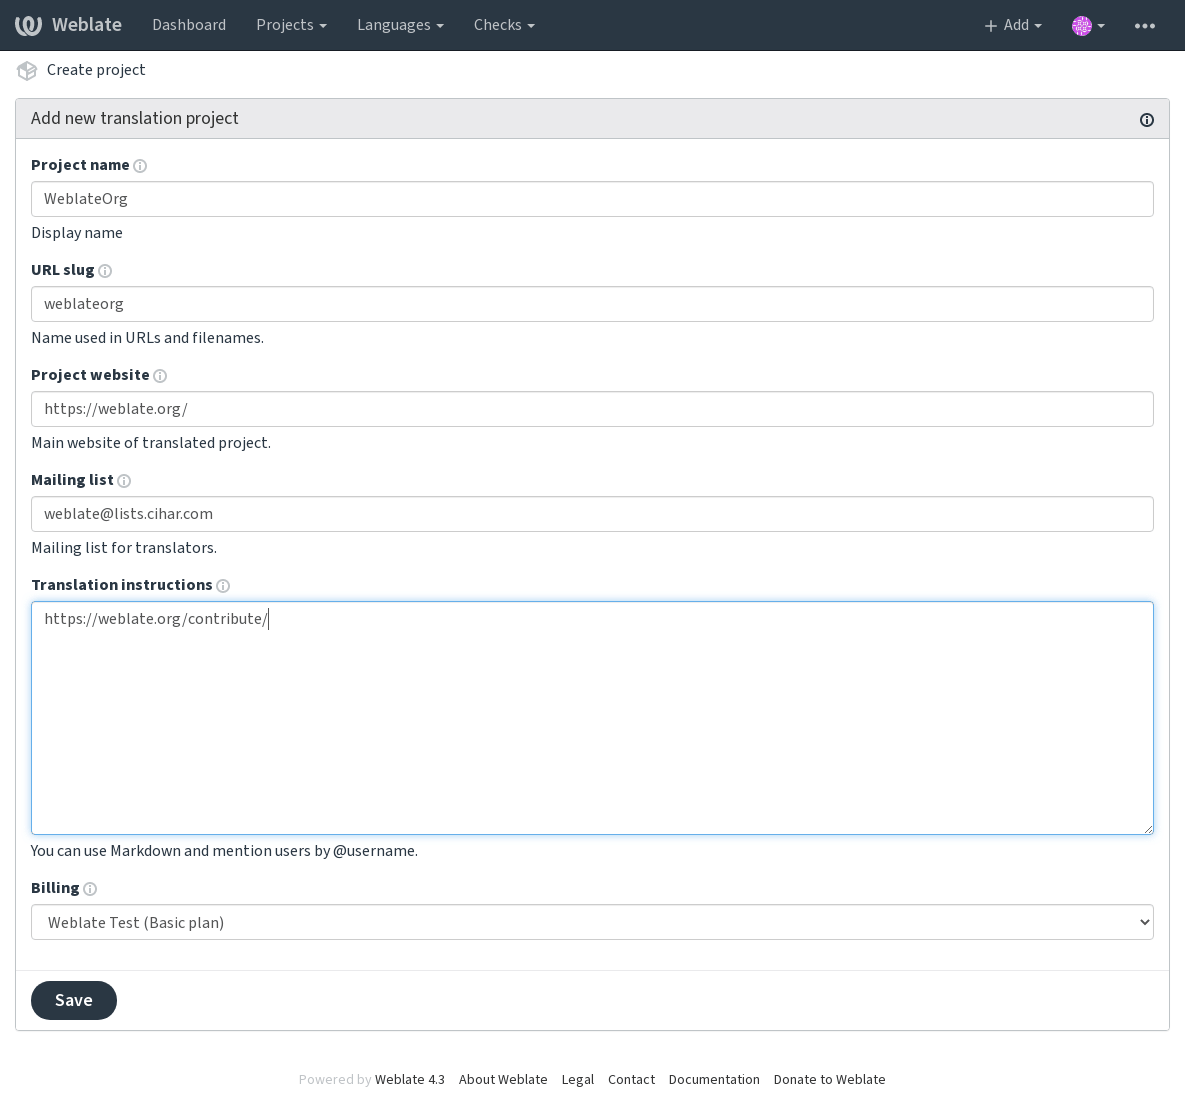 Weblate Dashboard Projects Languages Checks Add
Create project
Add new translation project
Project name
WeblateOrg
Display name
URL slug
weblateorg
Name used in URLs and filenames.
Project website
https://weblate.org/
Main website of translated project.
Mailing list
weblate@lists.cihar.com
Mailing list for translators.
Translation instructions
https://weblate.org/contribute/
You can use Markdown and mention users by @username.
Billing
Weblate Test (Basic plan)
Save
Powered by Weblate 4.3 About Weblate Legal Contact Documentation Donate to Weblate